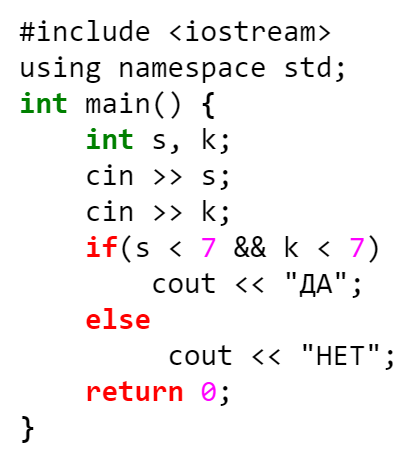 #include <iostream>
using namespace std;
int main() {
int s, k;
cin >> s;
cin >> k;
if(s < 7 && k < 7)
cout << "ДА";
else
cout << "НЕТ";
return 0;
}